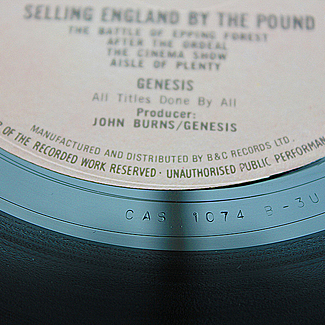 SELLING ENGLAND BY THE POUND
THE BATTLE OF EPPING FOREST
AFTER THE ORDEAL
THE CINEMA SHOW
AISLE OF PLENTY
GENESIS
All Titles Done By All
Producer:
JOHN BURNS/GENESIS
MANUFACTURED AND DISTRIBUTED BY B&C RECORDS LTD.
OF THE RECORDED WORK RESERVED · UNAUTHORISED PUBLIC PERFORMAN
CAS 1074 B-3U